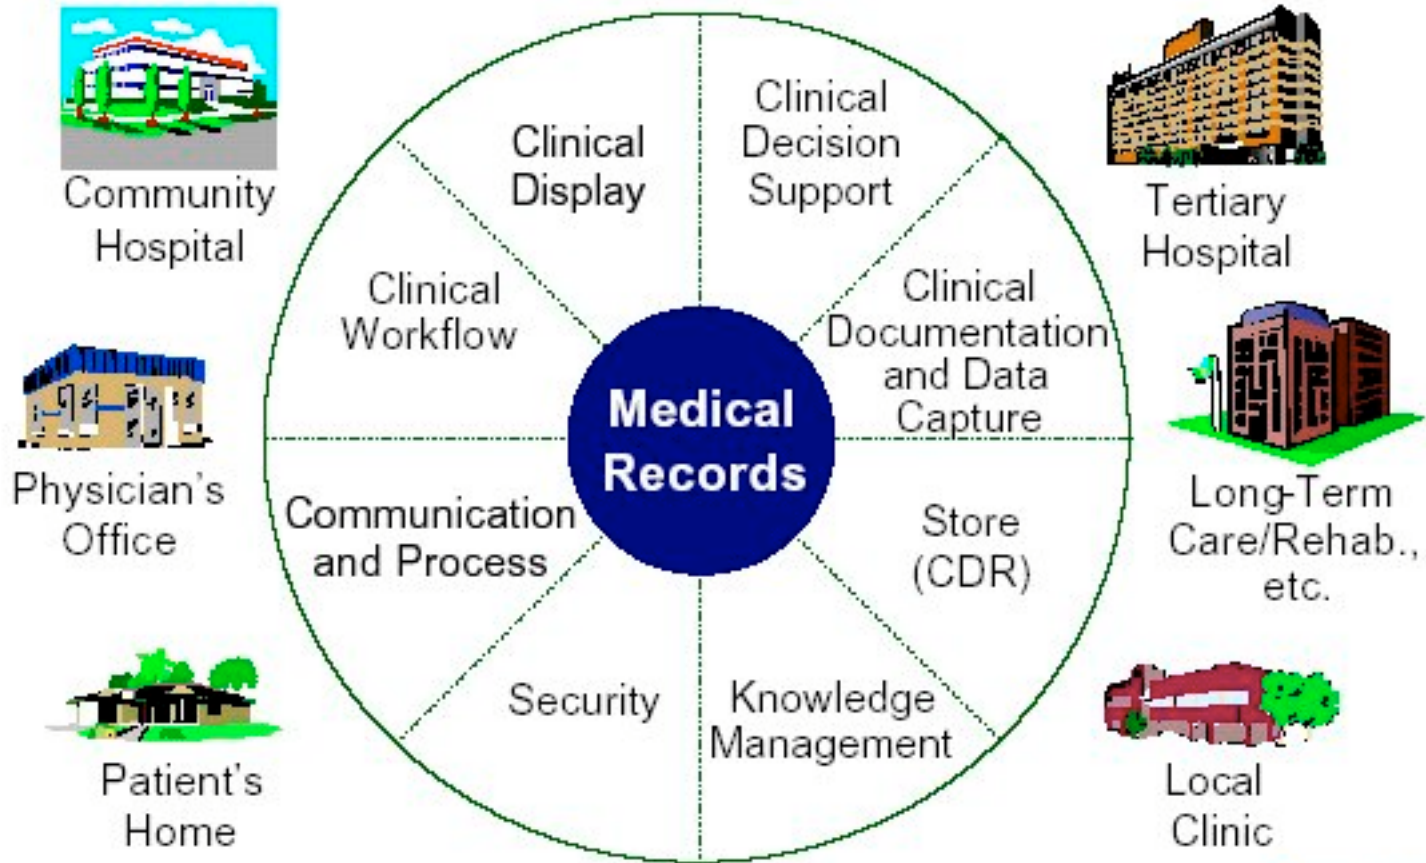 Community
Hospital
Physician's
Office
Patient's
Home
Clinical
Display
Clinical
Decision
Support
Clinical
Workflow
Clinical
Documentation
and Data
Capture
Medical
Records
Communication
and Process
Store
(CDR)
Security
Knowledge
Management
Tertiary
Hospital
Long-Term
Care/Rehab.,
etc.
Local
Clinic